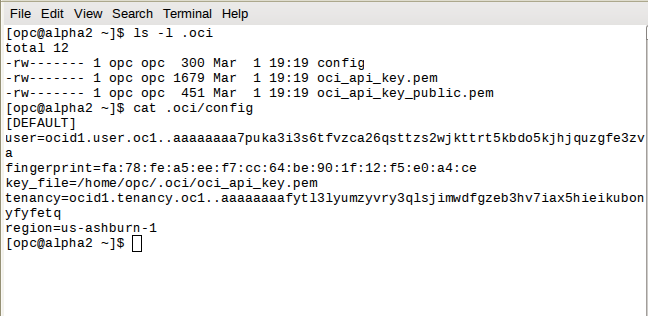 File Edit View Search Terminal Help
[opc@alpha2 ~]$ ls -l .oci
total 12
-rw------- 1 opc opc  300 Mar  1 19:19 config
-rw------- 1 opc opc 1679 Mar  1 19:19 oci_api_key.pem
-rw------- 1 opc opc  451 Mar  1 19:19 oci_api_key_public.pem
[opc@alpha2 ~]$ cat .oci/config
[DEFAULT]
user=ocid1.user.oc1..aaaaaaaa7puka3i3s6tfvzca26qsttzs2wjkttrt5kbdo5kjhjquzgfe3zv
a
fingerprint=fa:78:fe:a5:ee:f7:cc:64:be:90:1f:12:f5:e0:a4:ce
key_file=/home/opc/.oci/oci_api_key.pem
tenancy=ocid1.tenancy.oc1..aaaaaaaafytl3lyumzyvry3qlsjimwdfgzeb3hv7iax5hieikubon
yfyfetq
region=us-ashburn-1
[opc@alpha2 ~]$